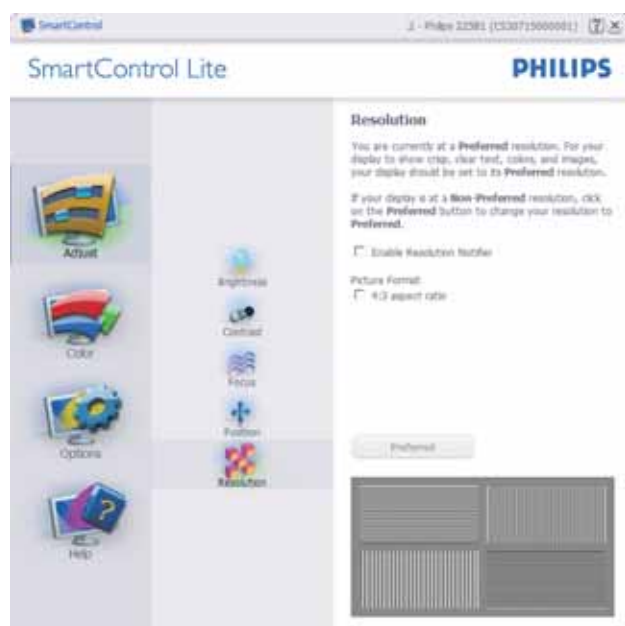 SmartControl
SmartControl Lite
PHILIPS
Adjust
Color
Options
Help
Brightness
Contrast
Focus
Position
Resolution
Resolution
You are currently at a Preferred resolution. For your
display to show crisp, clear text, colors, and images,
your display should be set to its Preferred resolution.
If your display is at a Non-Preferred resolution, click
on the Preferred button to change your resolution to
Preferred.
Enable Resolution Notifier
Picture Format
4:3 aspect ratio
Preferred